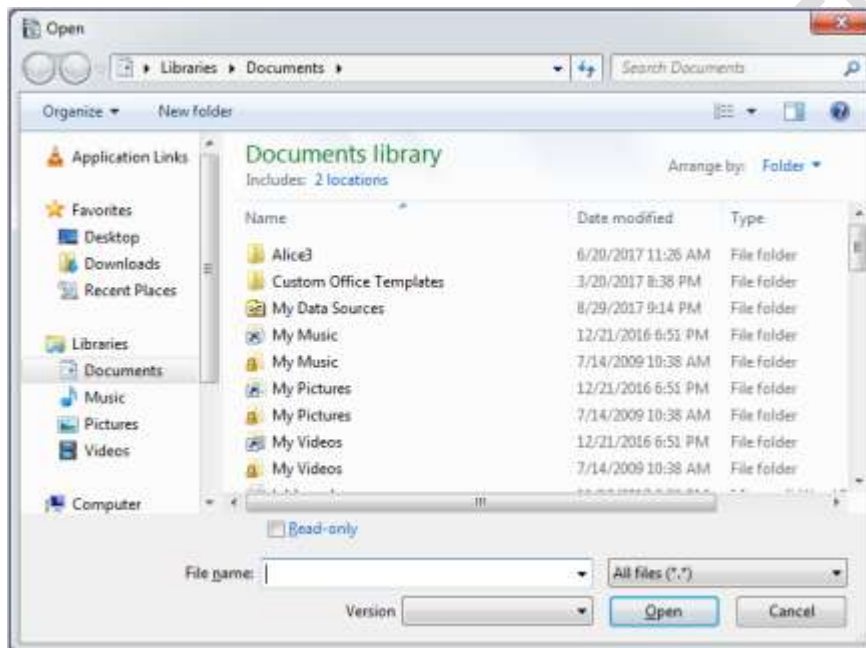 Open
Libraries Documents Search Documents
Organize New folder
Application Links
Favorites
Desktop
Downloads
Recent Places
Libraries
Documents
Music
Pictures
Videos
Computer
Documents library
Includes: 2 locations
Arrange by: Folder
Name Date modified Type
Alice3 6/20/2017 11:26 AM File folder
Custom Office Templates 3/20/2017 8:38 PM File folder
My Data Sources 8/29/2017 9:14 PM File folder
My Music 12/21/2016 6:51 PM File folder
My Music 7/14/2009 10:38 AM File folder
My Pictures 12/21/2016 6:51 PM File folder
My Pictures 7/14/2009 10:38 AM File folder
My Videos 12/21/2016 6:51 PM File folder
My Videos 7/14/2009 10:38 AM File folder
Read-only
File name: All files (*.*)
Version Open Cancel